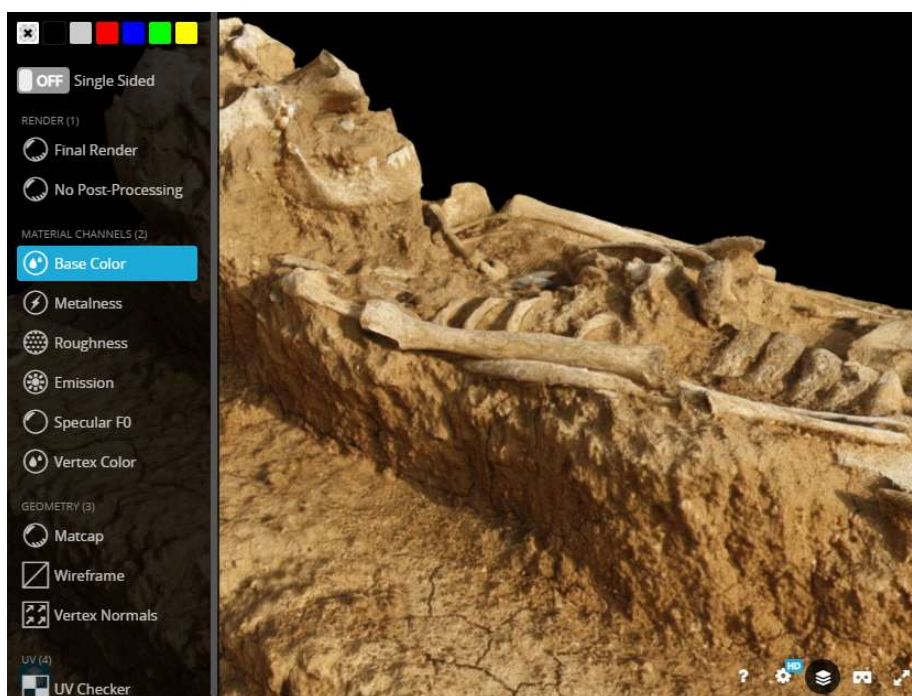 OFF Single Sided
RENDER (1)
Final Render
No Post-Processing
MATERIAL CHANNELS (2)
Base Color
Metalness
Roughness
Emission
Specular F0
Vertex Color
GEOMETRY (3)
Matcap
Wireframe
Vertex Normals
UV (4)
UV Checker
? HD